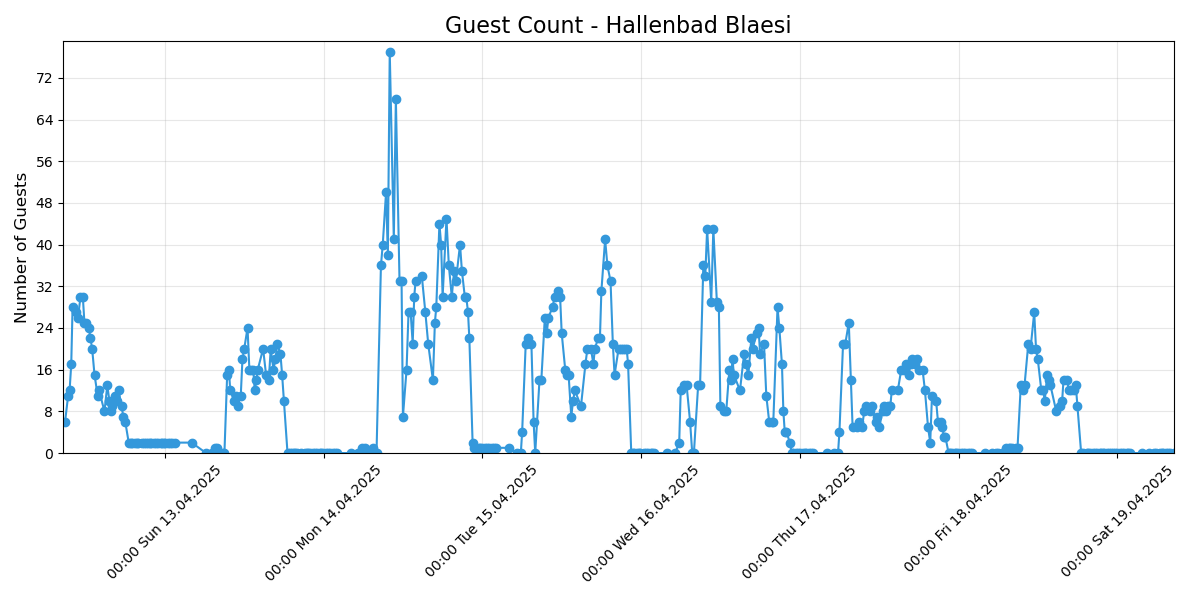 Guest Count - Hallenbad Blaesi
Number of Guests
72
64
56
48
40
32
24
16
8
0
00:00 Sun 13.04.2025
00:00 Mon 14.04.2025
00:00 Tue 15.04.2025
00:00 Wed 16.04.2025
00:00 Thu 17.04.2025
00:00 Fri 18.04.2025
00:00 Sat 19.04.2025